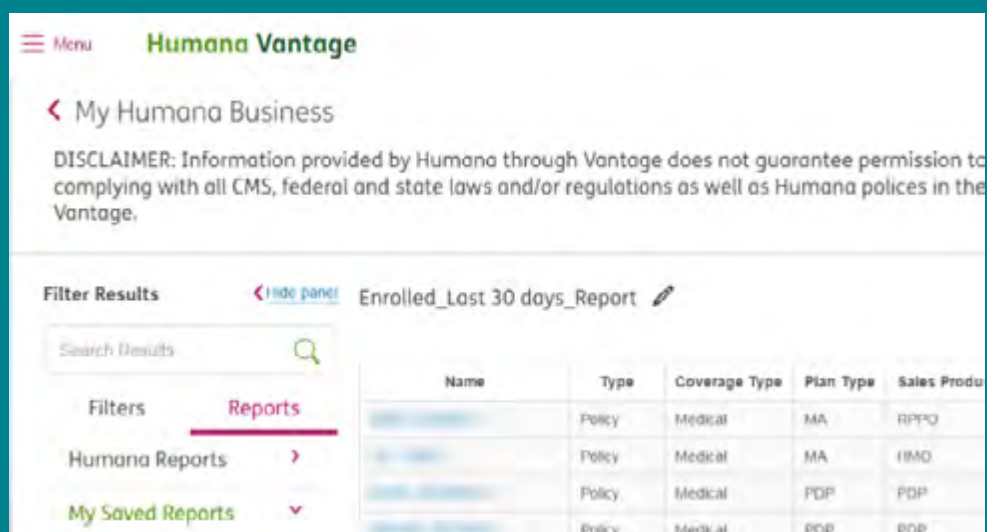 Menu
Humana Vantage
My Humana Business
DISCLAIMER: Information provided by Humana through Vantage does not guarantee permission to
complying with all CMS, federal and state laws and/or regulations as well as Humana polices in the
Vantage.
Filter Results
Hide panel
Enrolled_Last 30 days_Report
Search Results
Filters Reports
Humana Reports
My Saved Reports
Name Type Coverage Type Plan Type Sales Produ
Policy Medical MA RPPO
Policy Medical MA HMO
Policy Medical PDP PDP
Policy Medical PDP PDP